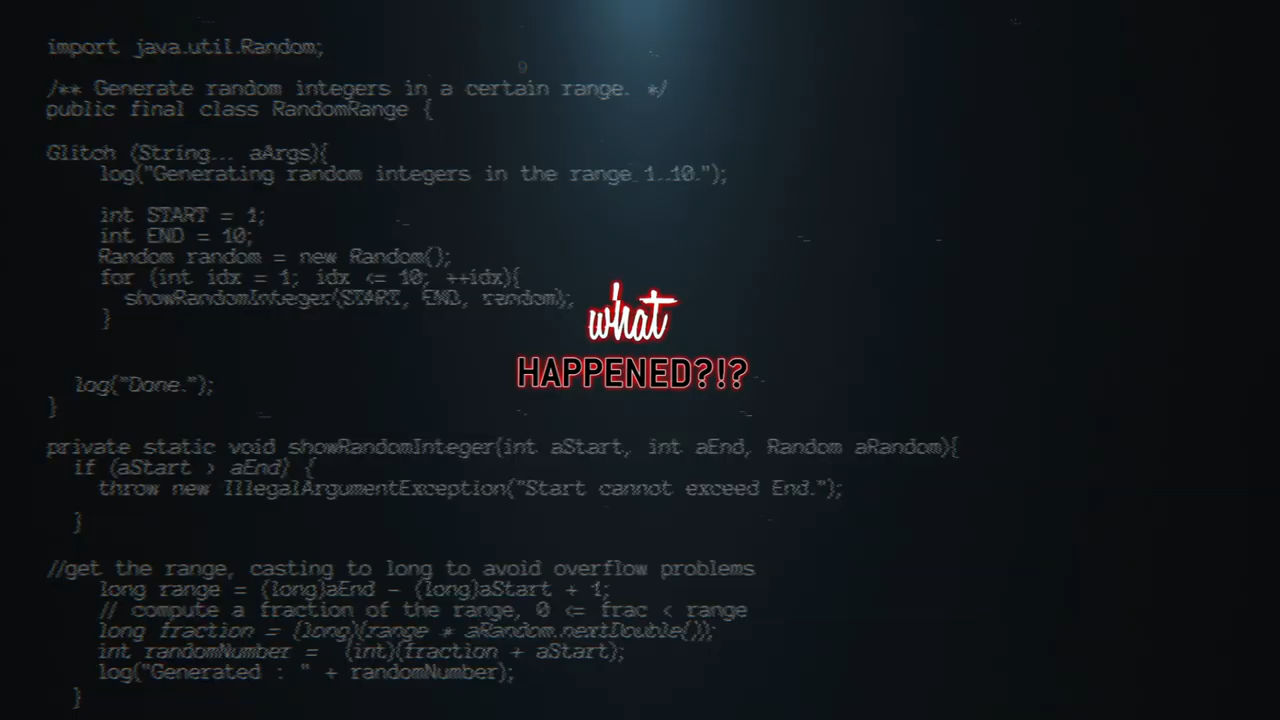 import java.util.Random;
9
/** Generate random integers in a certain range. */
public final class RandomRange {
Glitch (String... aArgs){
log("Generating random integers in the range 1..10.");
int START = 1;
int END = 10;
Random random = new Random();
for (int idx = 1; idx <= 10; ++idx){
showRandomInteger(START, END, random);
}
what
HAPPENED?!?
log("Done.");
}
private static void showRandomInteger(int aStart, int aEnd, Random aRandom){
if (aStart > aEnd) {
throw new IllegalArgumentException("Start cannot exceed End.");
}
//get the range, casting to long to avoid overflow problems
long range = (long)aEnd - (long)aStart + 1;
// compute a fraction of the range, 0 <= frac < range
long fraction = (long)(range * aRandom.nextDouble());
int randomNumber = (int)(fraction + aStart);
log("Generated : " + randomNumber);
}